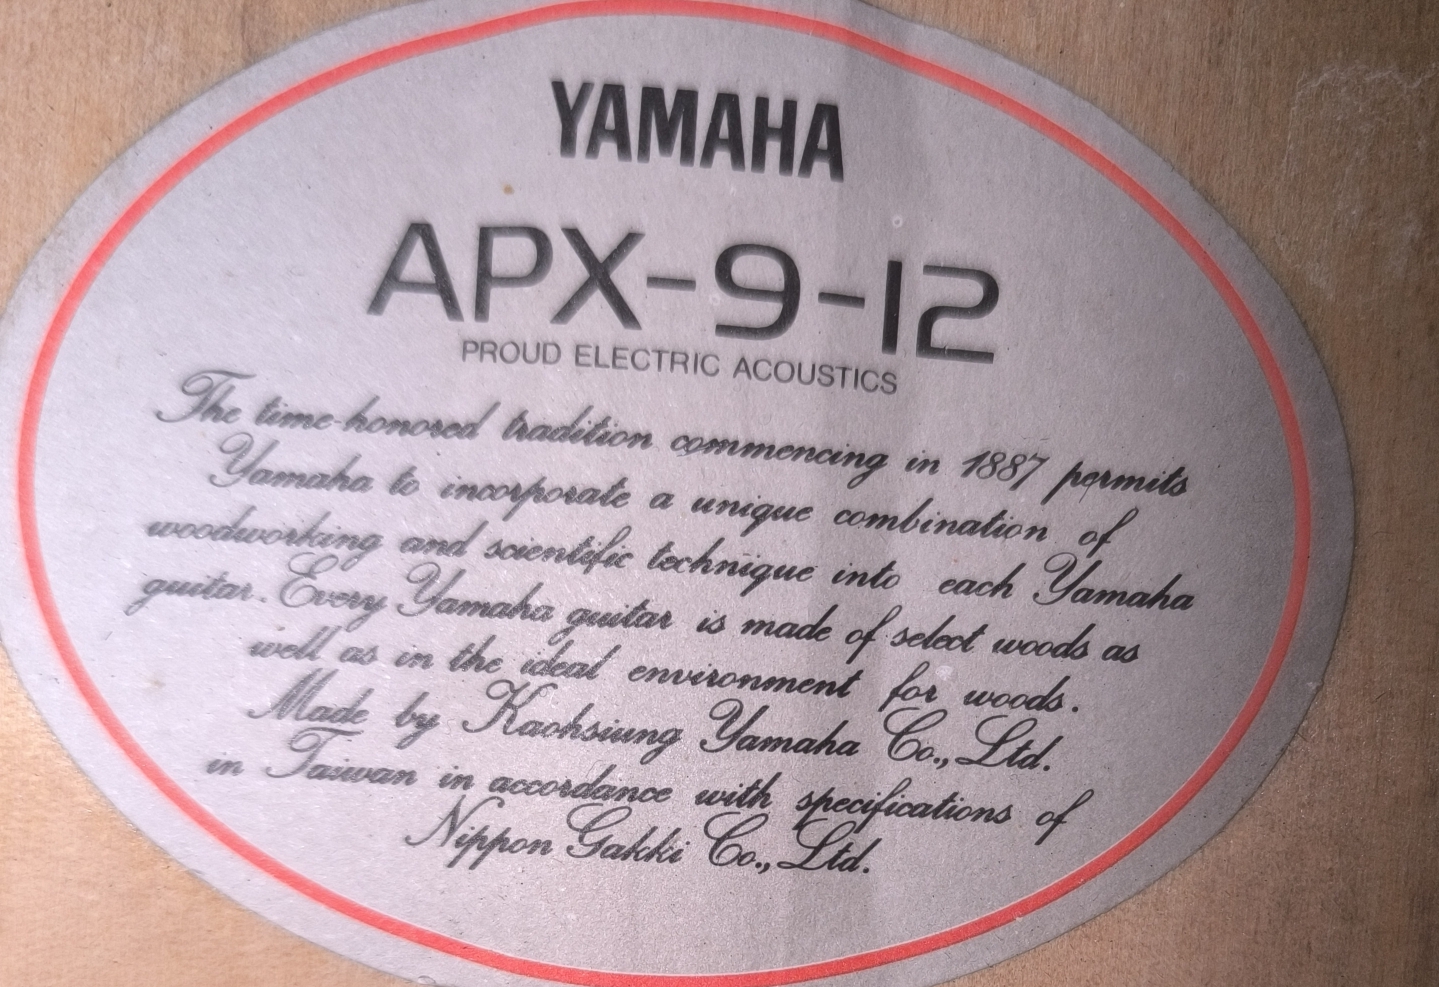 YAMAHA
APX-9-12
PROUD ELECTRIC ACOUSTICS
The time-honored tradition commencing in 1887 permits
Yamaha to incorporate a unique combination of
woodworking and scientific technique into each Yamaha
guitar. Every Yamaha guitar is made of select woods as
well as in the ideal environment for woods.
Made by Kaohsiung Yamaha Co., Ltd.
in Taiwan in accordance with specifications of
Nippon Gakki Co., Ltd.